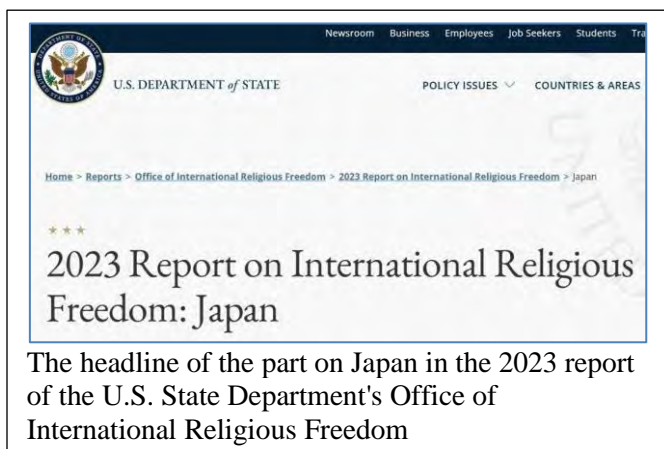 Newsroom Business Employees Job Seekers Students Tra
U.S. DEPARTMENT of STATE
POLICY ISSUES COUNTRIES & AREAS
Home > Reports > Office of International Religious Freedom > 2023 Report on International Religious Freedom > Japan
2023 Report on International Religious
Freedom: Japan
The headline of the part on Japan in the 2023 report
of the U.S. State Department's Office of
International Religious Freedom